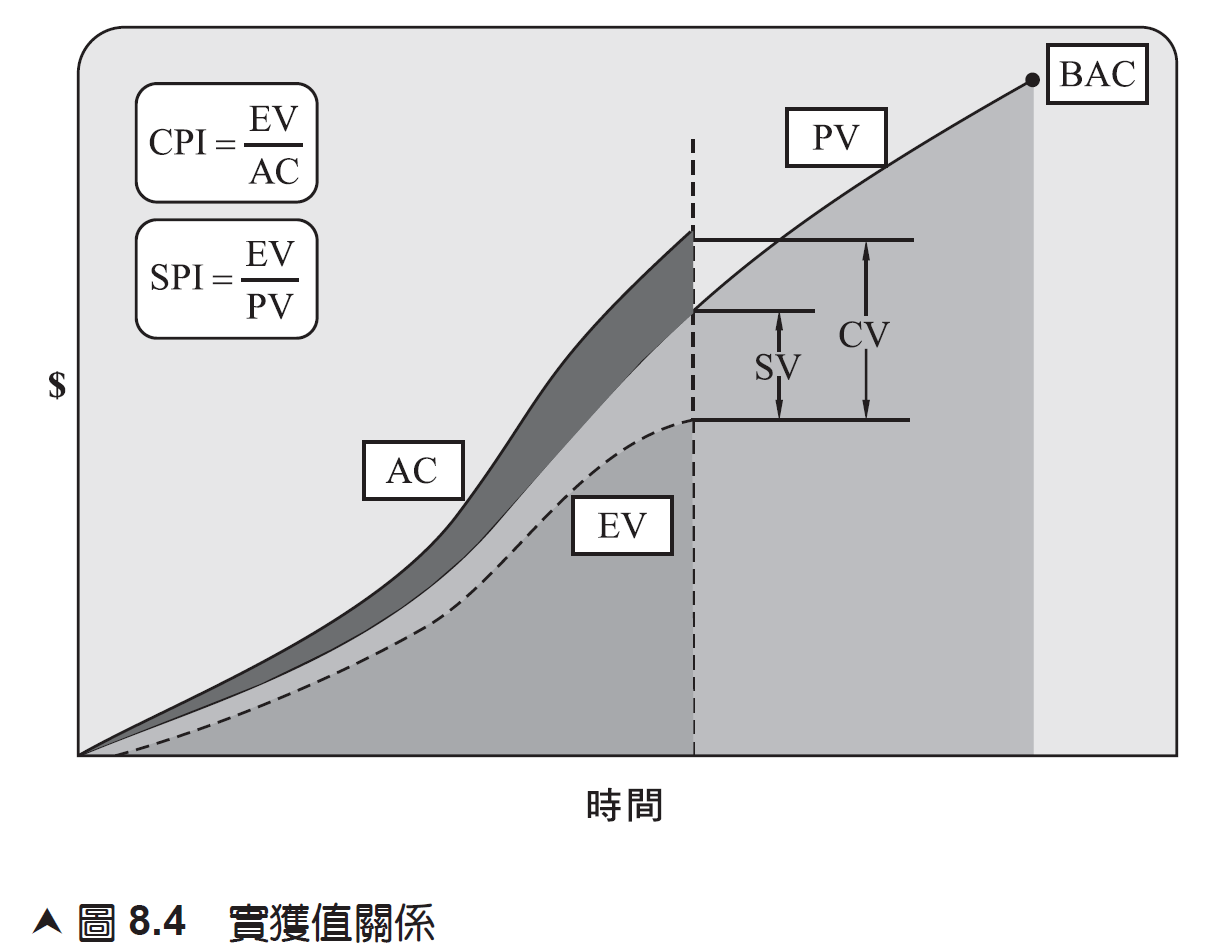 BAC
CPI = EV/AC
PV
SPI = EV/PV
CV
SV
$
AC
EV
時間
圖 8.4 實獲值關係